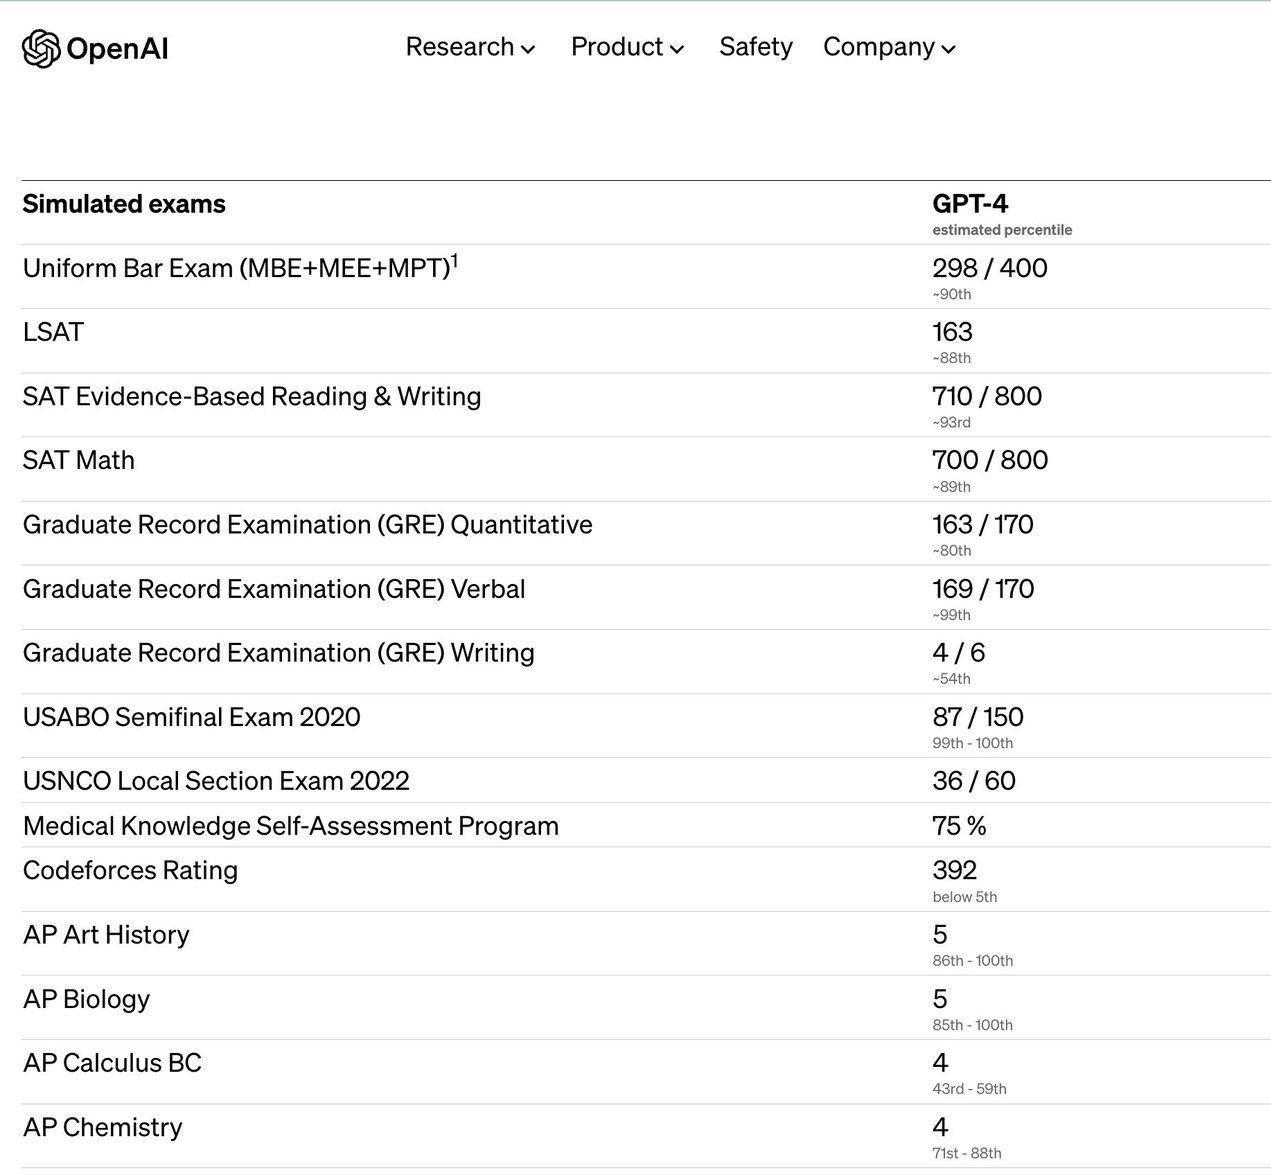 OpenAI
Research Product Safety Company
Simulated exams GPT-4
estimated percentile
Uniform Bar Exam (MBE+MEE+MPT)¹ 298 / 400
~90th
LSAT 163
~88th
SAT Evidence-Based Reading & Writing 710 / 800
~93rd
SAT Math 700 / 800
~89th
Graduate Record Examination (GRE) Quantitative 163 / 170
~80th
Graduate Record Examination (GRE) Verbal 169 / 170
~99th
Graduate Record Examination (GRE) Writing 4 / 6
~54th
USABO Semifinal Exam 2020 87 / 150
99th - 100th
USNCO Local Section Exam 2022 36 / 60
Medical Knowledge Self-Assessment Program 75 %
Codeforces Rating 392
below 5th
AP Art History 5
86th - 100th
AP Biology 5
85th - 100th
AP Calculus BC 4
43rd - 59th
AP Chemistry 4
71st - 88th